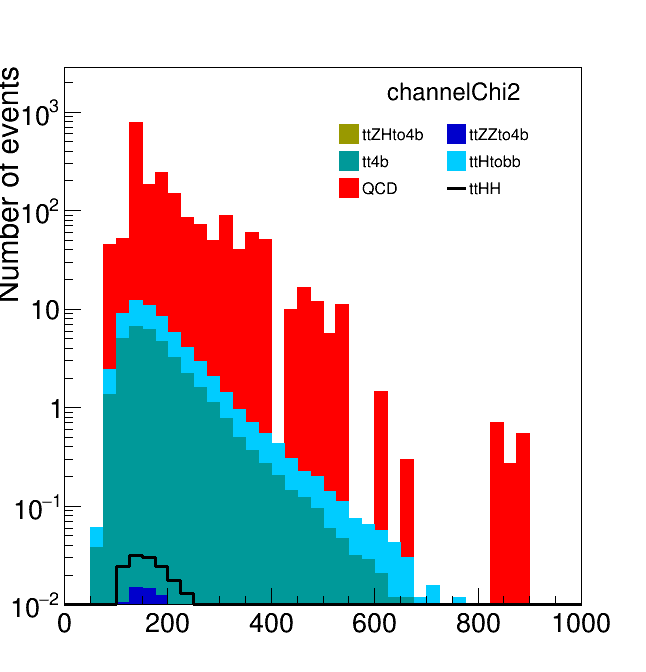 channelChi2
ttZHto4b ttZZto4b
tt4b ttHtobb
QCD ttHH
Number of events
10³
10²
10
1
10⁻¹
10⁻²
0 200 400 600 800 1000